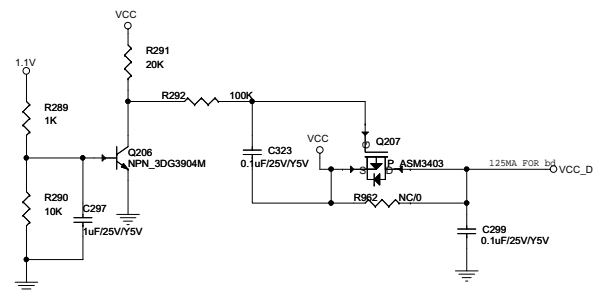 VCC
1.1V
R291
20K
R292
100K
R289
1K
Q206
NPN_3DG3904M
C323
0.1uF/25V/Y5V
VCC
G
Q207
P_ASM3403
S
D
125MA FOR bd
VCC_D
R962
NC/0
R290
10K
C297
1uF/25V/Y5V
C299
0.1uF/25V/Y5V